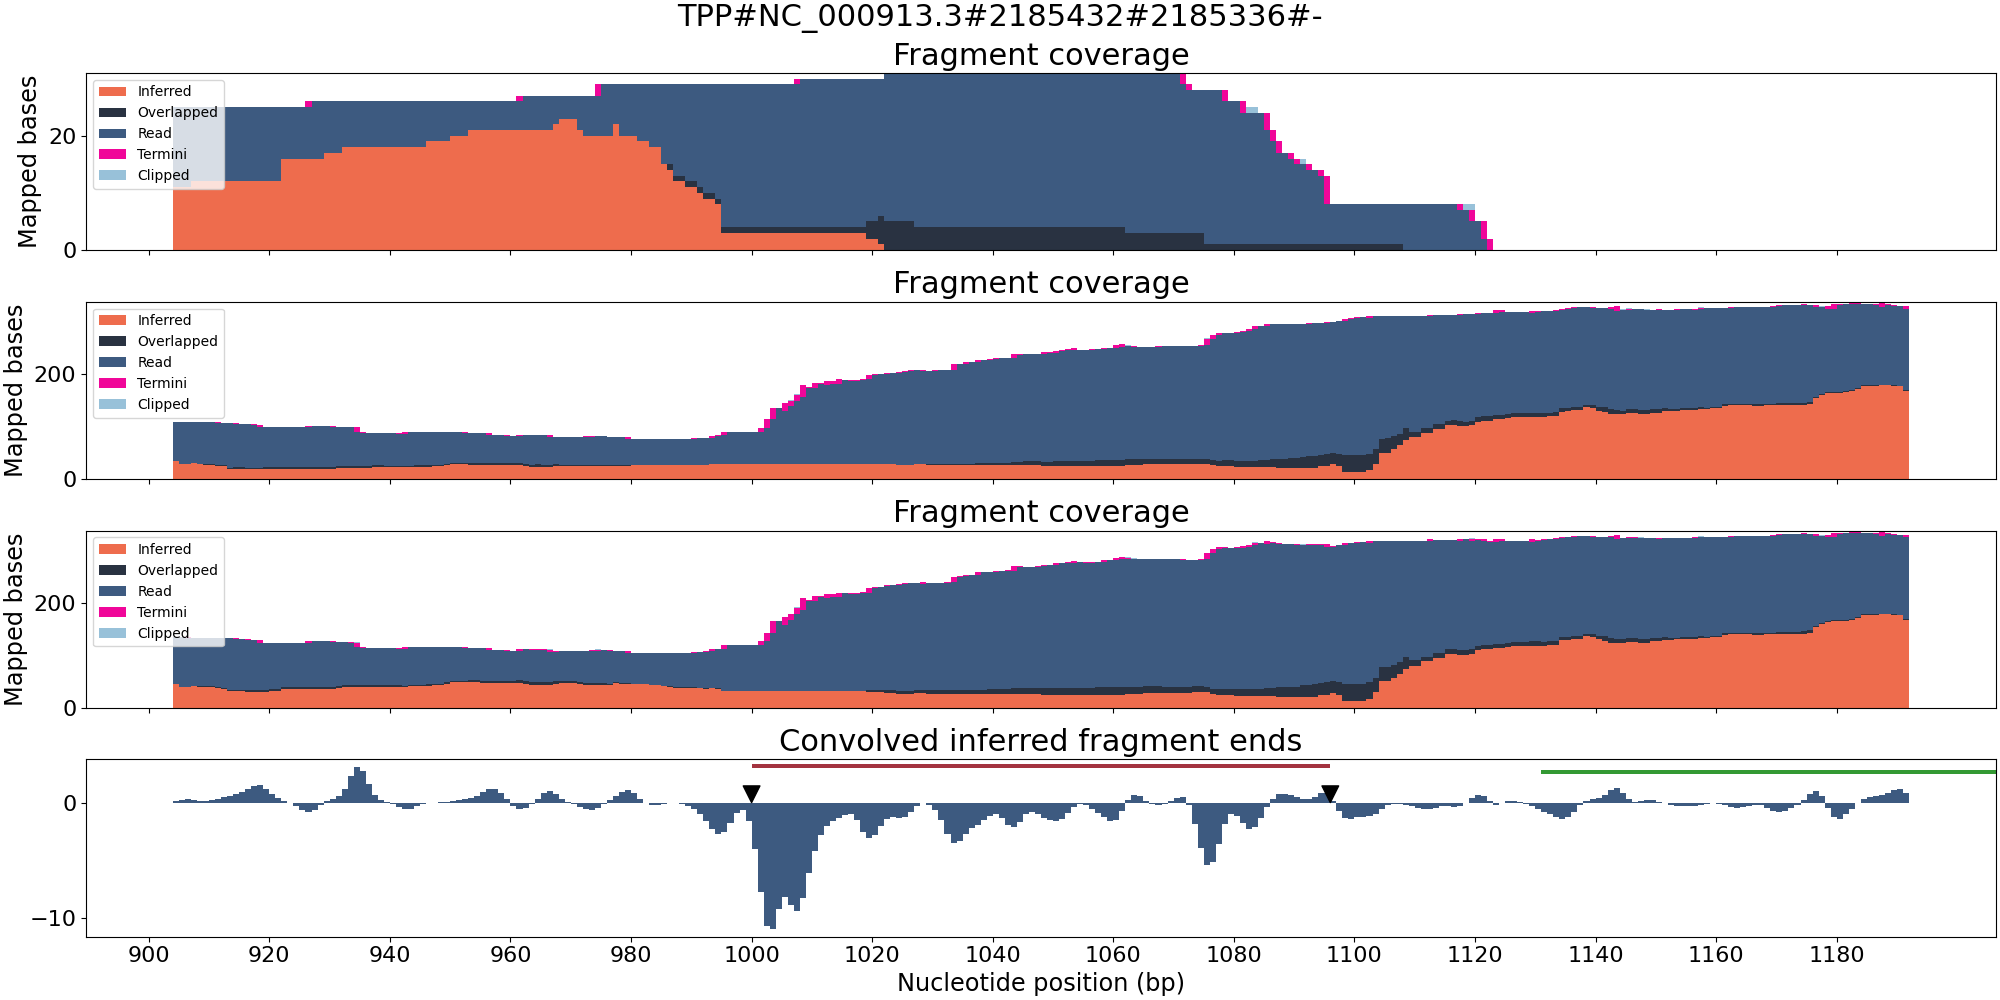 TPP#NC_000913.3#2185432#2185336#-
Fragment coverage
Mapped bases
20
0
Inferred
Overlapped
Read
Termini
Clipped
Fragment coverage
Mapped bases
200
0
Inferred
Overlapped
Read
Termini
Clipped
Fragment coverage
Mapped bases
200
0
Inferred
Overlapped
Read
Termini
Clipped
Convolved inferred fragment ends
0
−10
900 920 940 960 980 1000 1020 1040 1060 1080 1100 1120 1140 1160 1180
Nucleotide position (bp)